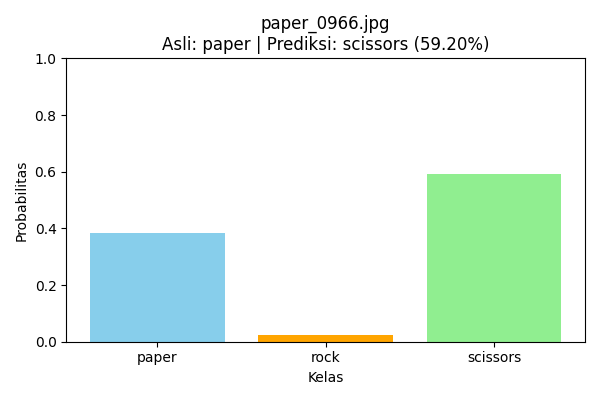 paper_0966.jpg
Asli: paper | Prediksi: scissors (59.20%)
1.0
0.8
0.6
0.4
0.2
0.0
Probabilitas
paper rock scissors
Kelas